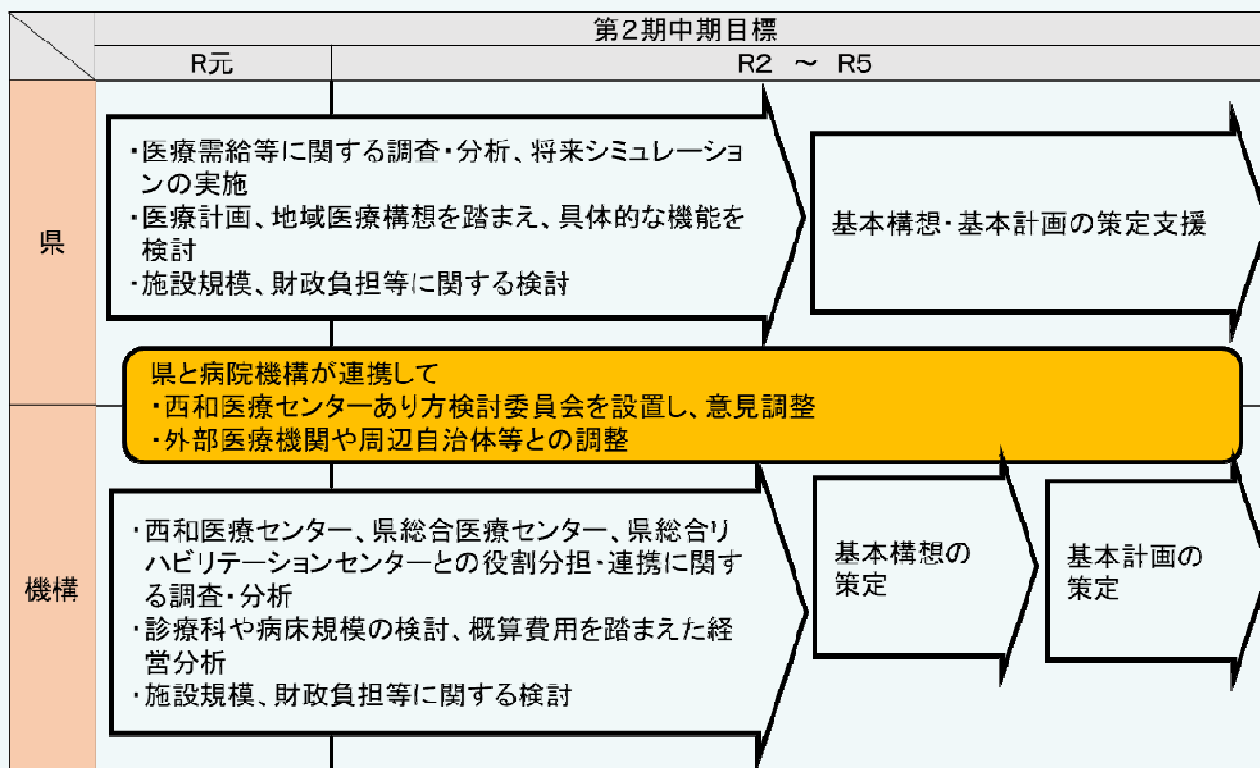 第2期中期目標
R元
R2 ～ R5
県
・医療需給等に関する調査・分析、将来シミュレーショ
ンの実施
・医療計画、地域医療構想を踏まえ、具体的な機能を
検討
・施設規模、財政負担等に関する検討
基本構想・基本計画の策定支援
県と病院機構が連携して
・西和医療センターあり方検討委員会を設置し、意見調整
・外部医療機関や周辺自治体等との調整
機構
・西和医療センター、県総合医療センター、県総合リ
ハビリテーションセンターとの役割分担・連携に関す
る調査・分析
・診療科や病床規模の検討、概算費用を踏まえた経
営分析
・施設規模、財政負担等に関する検討
基本構想の
策定
基本計画の
策定